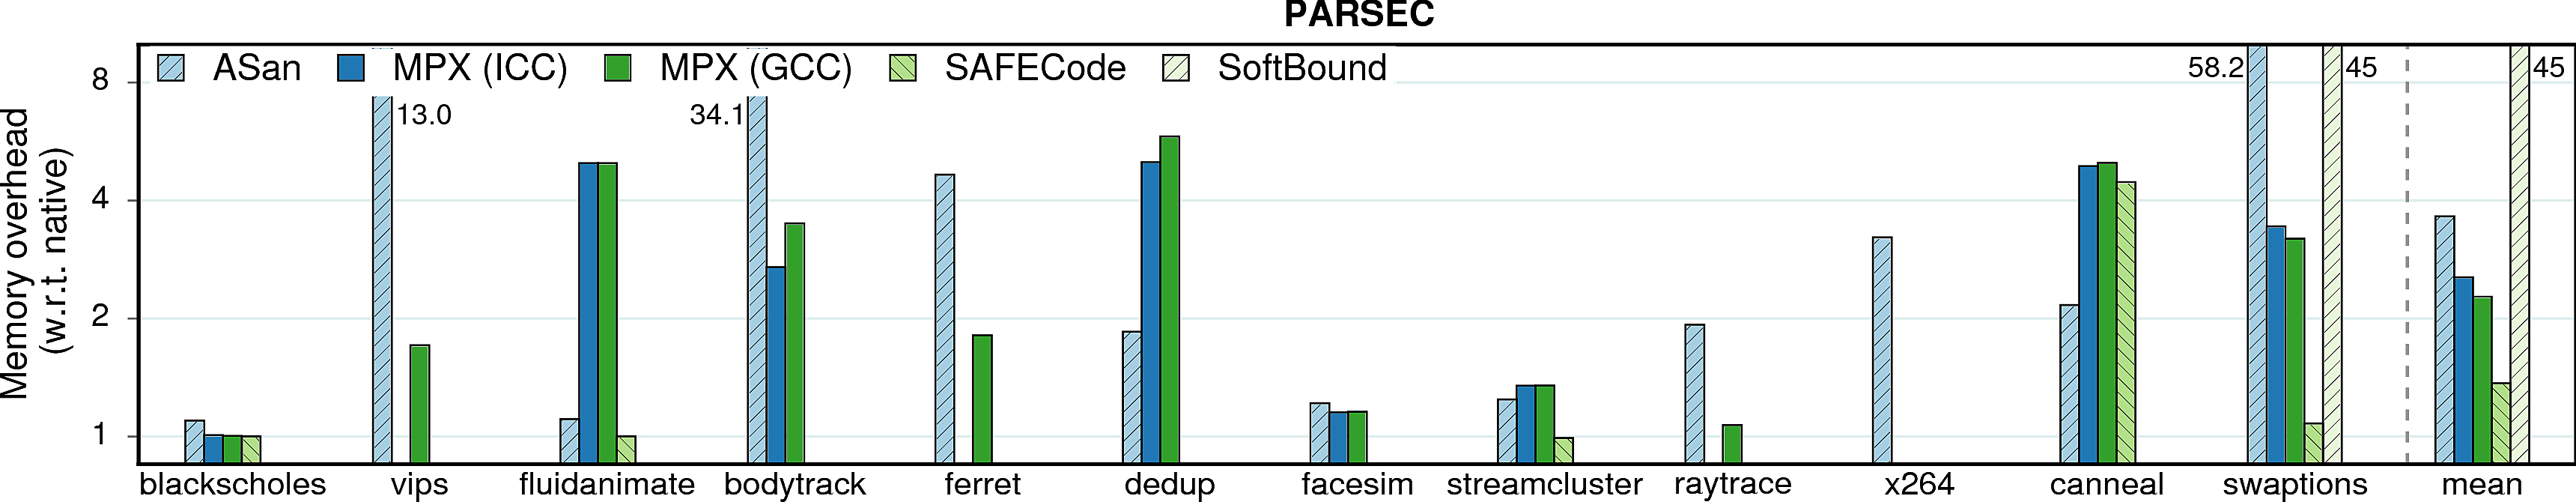 PARSEC
ASan MPX (ICC) MPX (GCC) SAFECode SoftBound
Memory overhead
(w.r.t. native)
8
4
2
1
13.0
34.1
58.2
45
45
blackscholes vips fluidanimate bodytrack ferret dedup facesim streamcluster raytrace x264 canneal swaptions mean